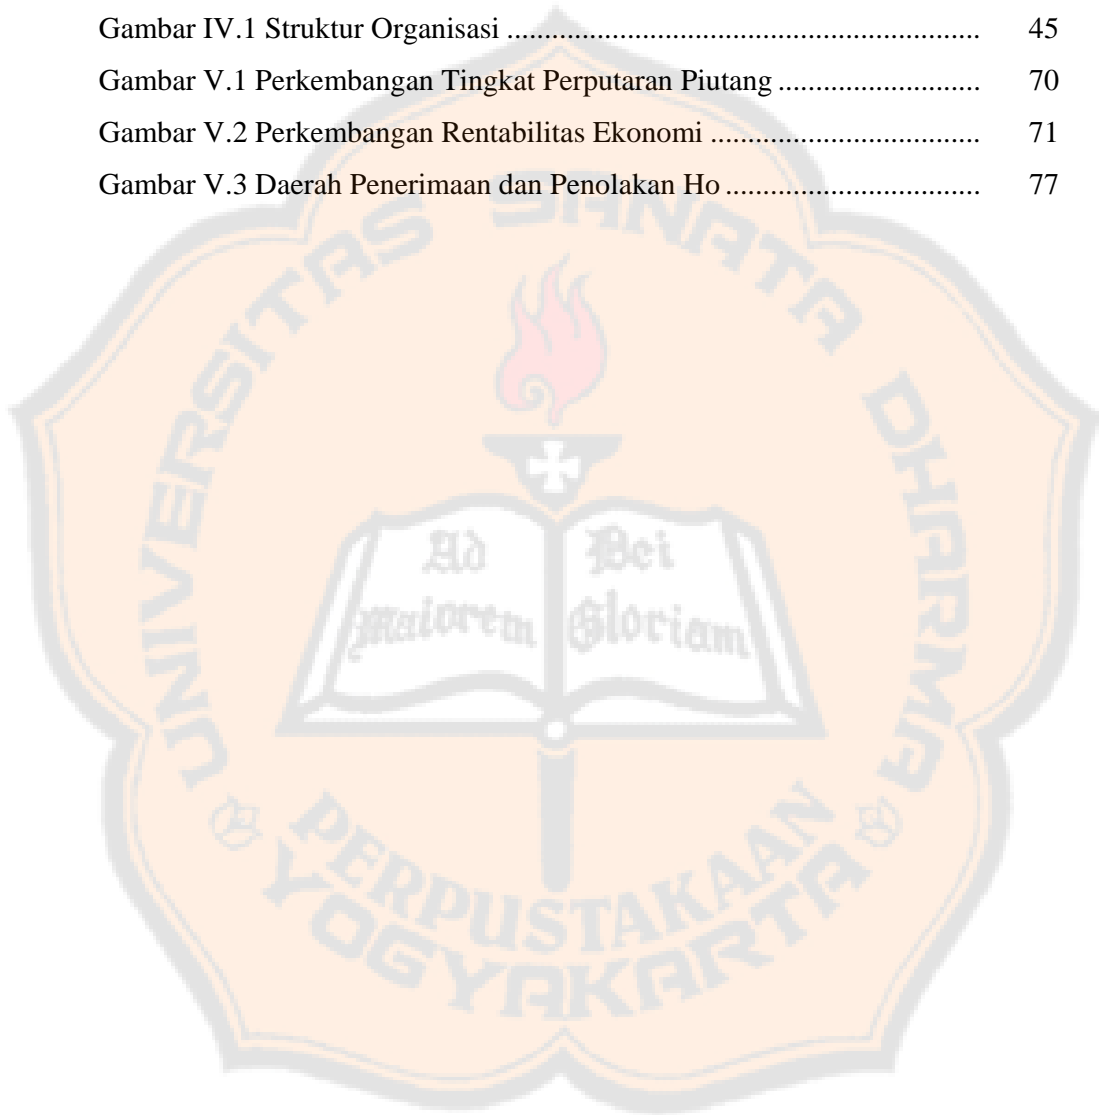 Gambar IV.1 Struktur Organisasi ............................................................... 45
Gambar V.1 Perkembangan Tingkat Perputaran Piutang ........................... 70
Gambar V.2 Perkembangan Rentabilitas Ekonomi .................................... 71
Gambar V.3 Daerah Penerimaan dan Penolakan Ho .................................. 77
UNIVERSITAS SANATA DHARMA
Ad
Maiorem
Dei
Gloriam
PERPUSTAKAAN
YOGYAKARTA